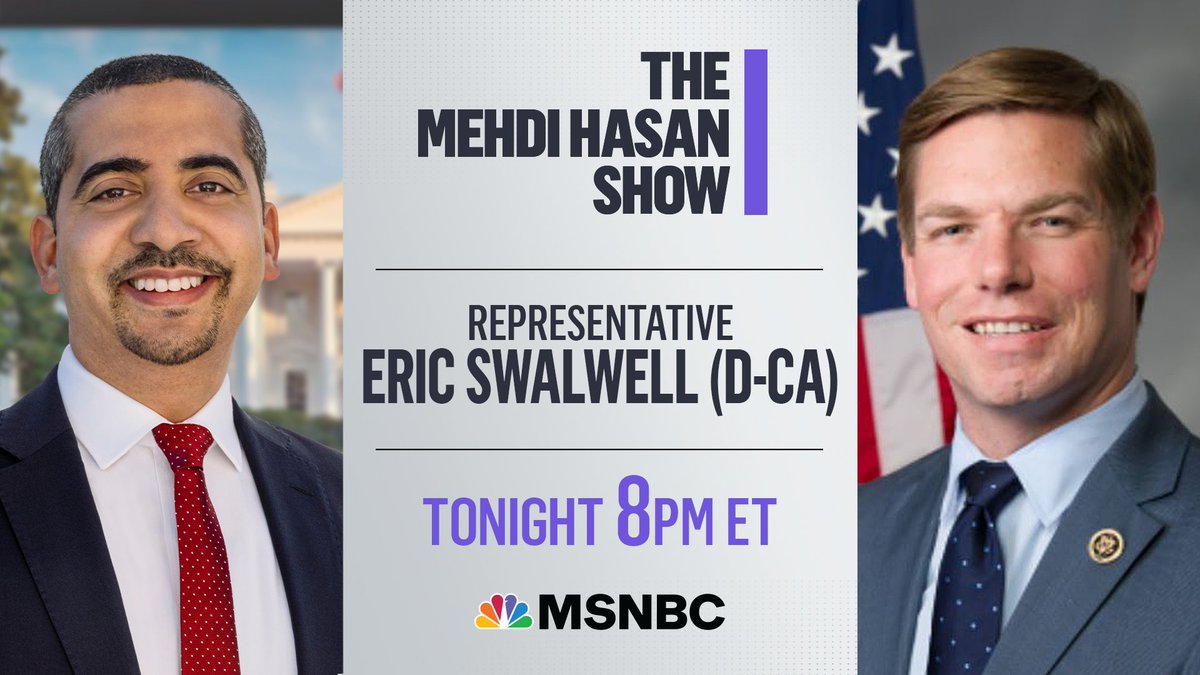 THE
MEHDI HASAN
SHOW
REPRESENTATIVE
ERIC SWALWELL (D-CA)
TONIGHT 8PM ET
MSNBC